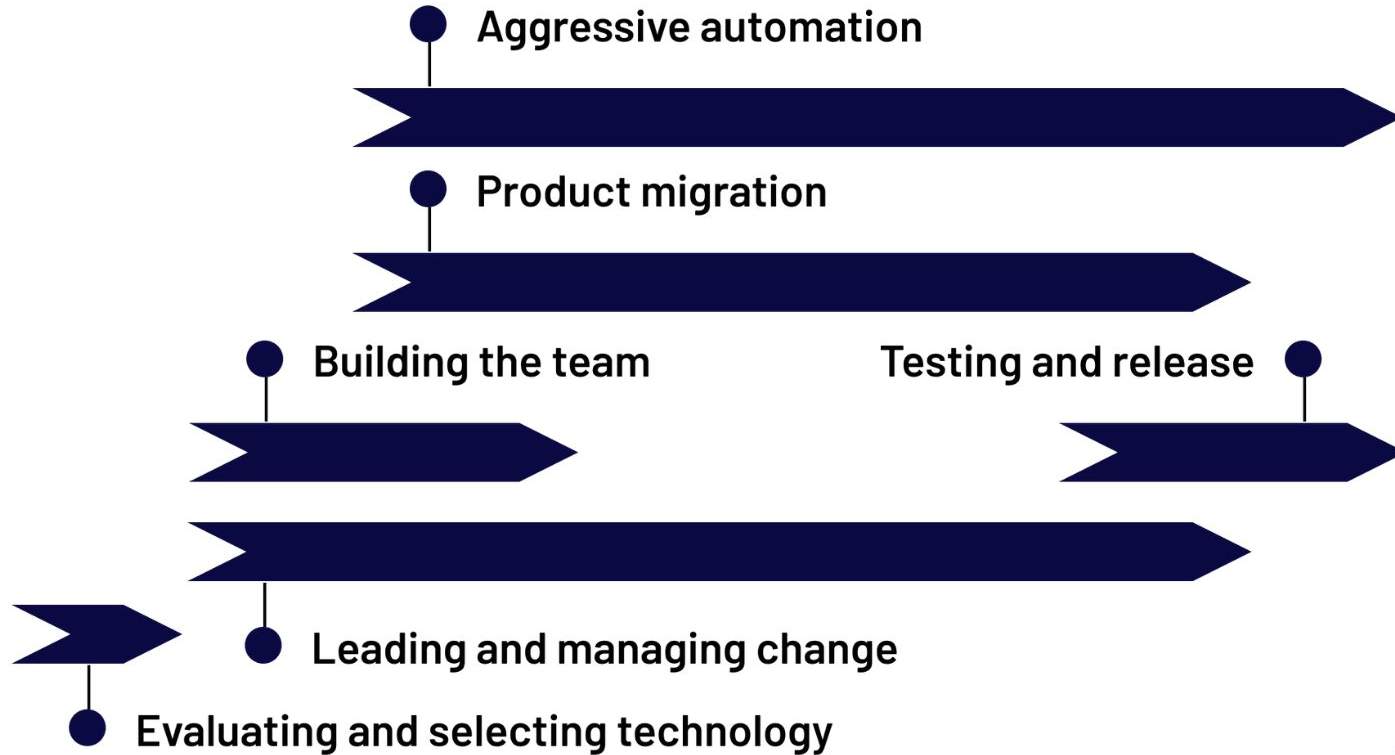 Aggressive automation
Product migration
Building the team
Testing and release
Leading and managing change
Evaluating and selecting technology